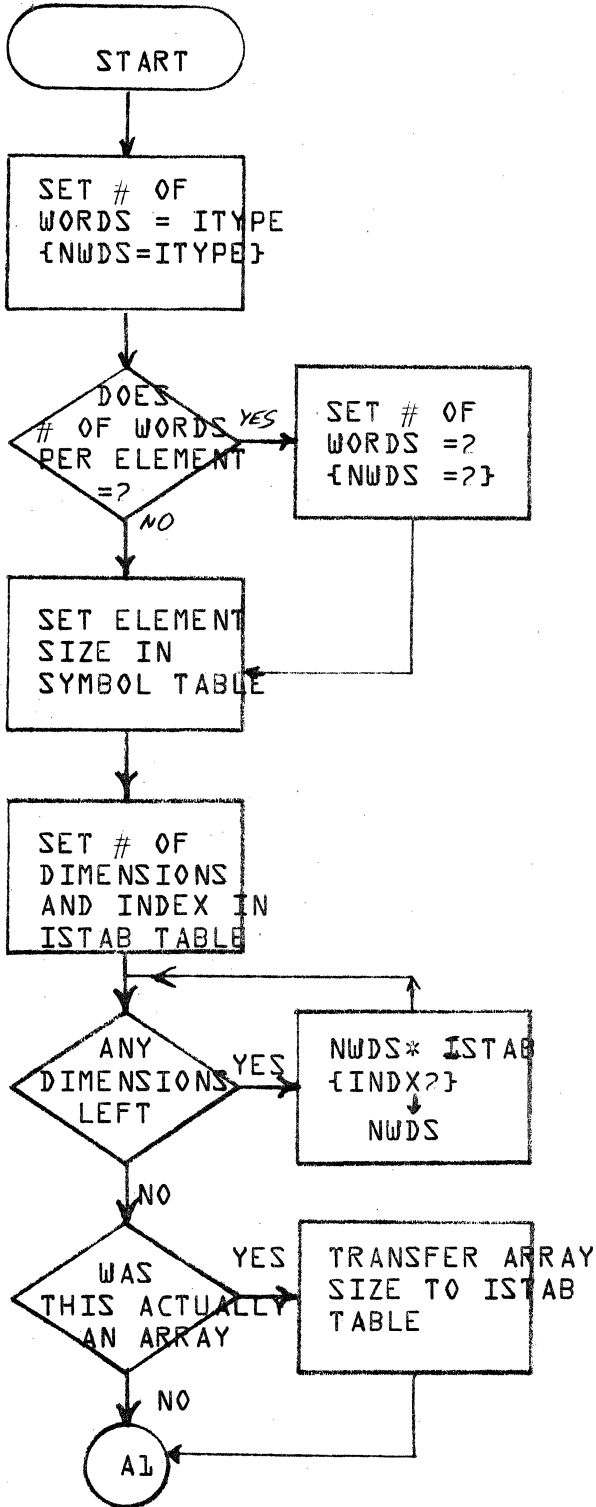 START
SET # OF
WORDS = ITYPE
{NWDS=ITYPE}
DOES
# OF WORDS
PER ELEMENT
=?
YES
NO
SET # OF
WORDS =?
{NWDS =?}
SET ELEMENT
SIZE IN
SYMBOL TABLE
SET # OF
DIMENSIONS
AND INDEX IN
ISTAB TABLE
ANY
DIMENSIONS
LEFT
YES
NO
NWDS* ISTAB
{INDX?}
NWDS
WAS
THIS ACTUALLY
AN ARRAY
YES
NO
TRANSFER ARRAY
SIZE TO ISTAB
TABLE
A1